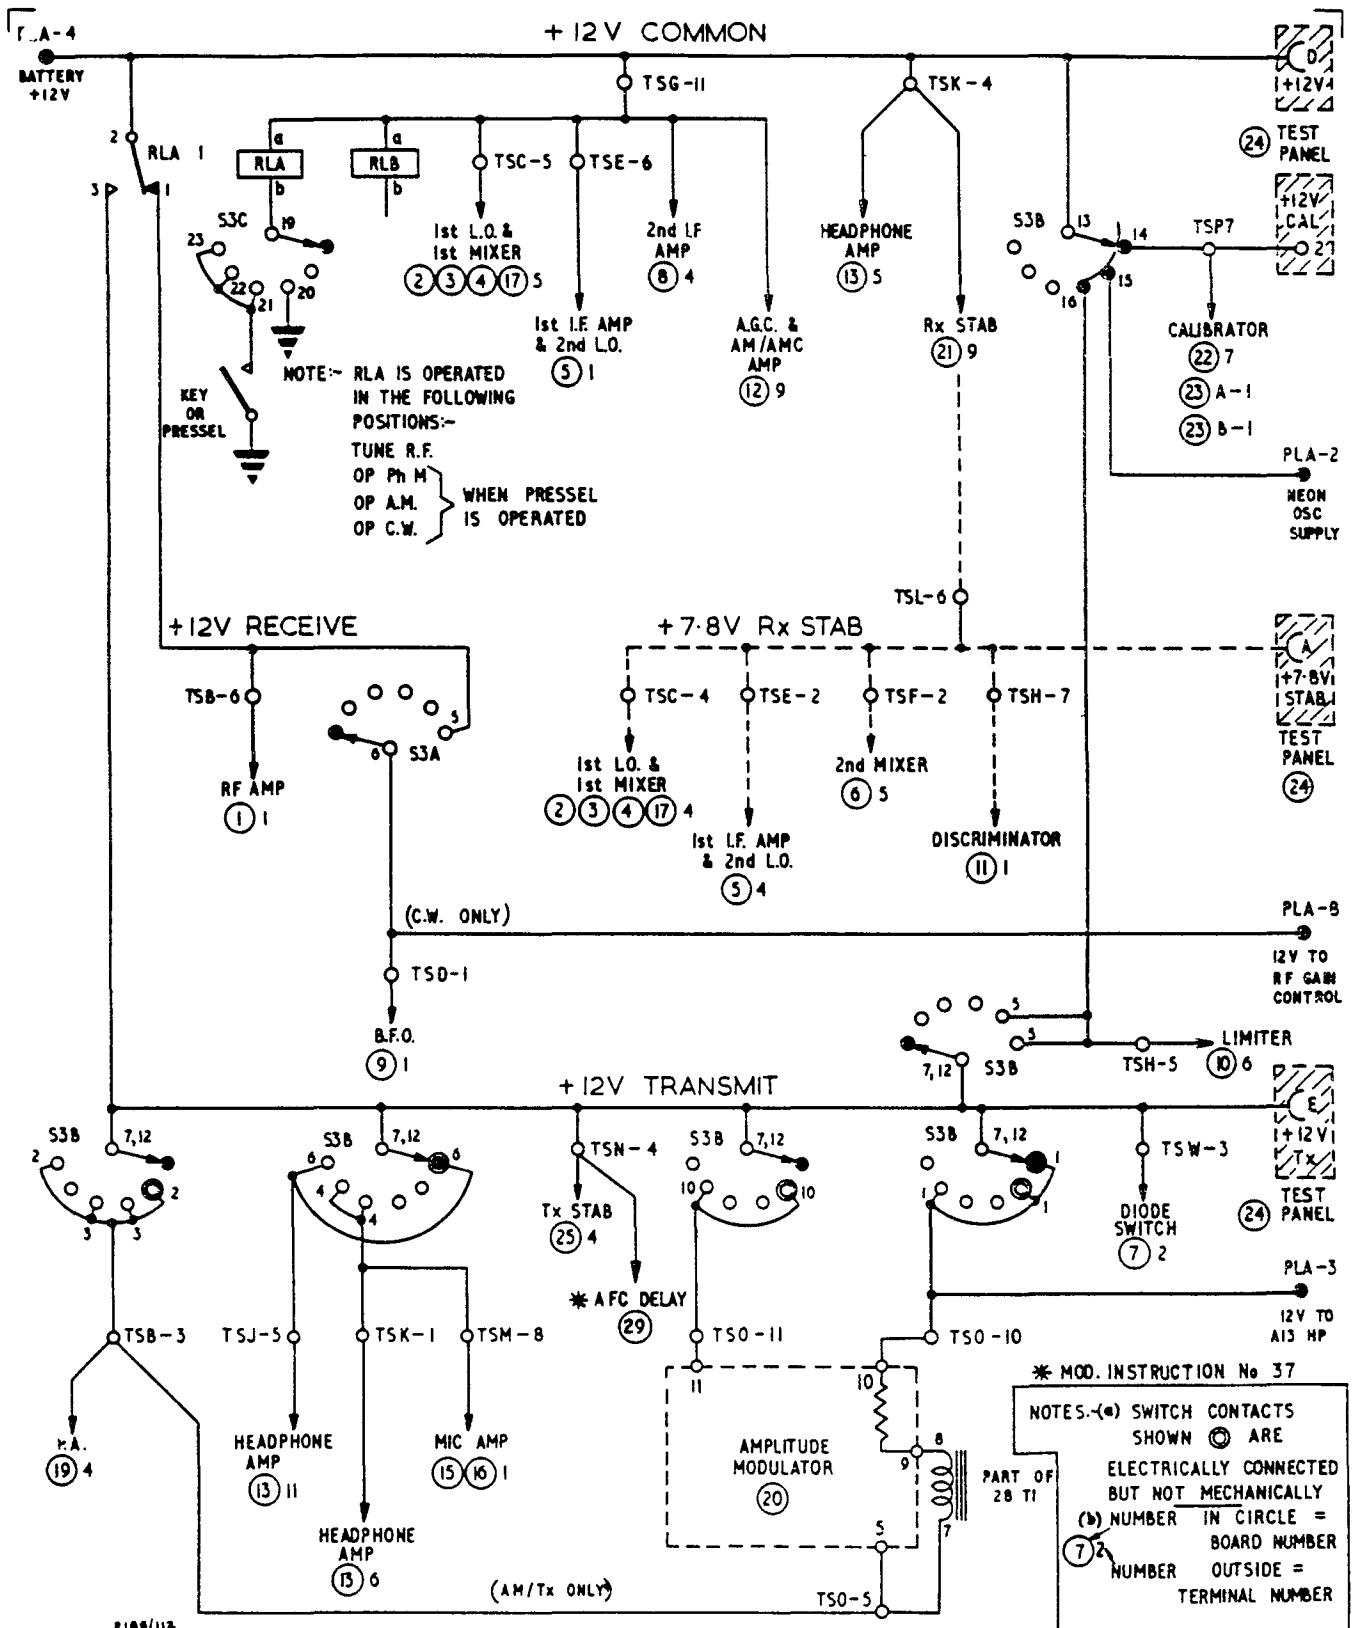 PLA-4
+12V COMMON
BATTERY
+12V
TSG-11
TSK-4
D
+12V
24 TEST
PANEL
2
RLA 1
3
1
a
RLA
b
a
RLB
b
TSC-5
TSE-6
1st L.O. &
1st MIXER
2 3 4 17 5
2nd I.F
AMP
8 4
1st I.F. AMP
& 2nd L.O.
5 1
A.G.C. &
AM/AMC
AMP
12 9
HEADPHONE
AMP
13 5
Rx STAB
21 9
S3B
13
14
15
16
TSP7
+12V
CAL
2
CALIBRATOR
22 7
23 A-1
23 B-1
PLA-2
NEON
OSC
SUPPLY
S3C
19
23
22
21
20
KEY
OR
PRESSEL
NOTE:- RLA IS OPERATED
IN THE FOLLOWING
POSITIONS:-
TUNE R.F.
OP Ph M
OP A.M.
OP C.W.
WHEN PRESSEL
IS OPERATED
TSL-6
+12V RECEIVE
+7·8V Rx STAB
A
+7·8V
STAB
TEST
PANEL
24
TSB-6
RF AMP
1 1
5
6
S3A
TSC-4
TSE-2
TSF-2
TSH-7
1st L.O. &
1st MIXER
2 3 4 17 4
1st I.F. AMP
& 2nd L.O.
5 4
2nd MIXER
6 5
DISCRIMINATOR
11 1
(C.W. ONLY)
PLA-8
12V TO
RF GAIN
CONTROL
TSD-1
B.F.O.
9 1
5
5
7,12
S3B
TSH-5
LIMITER
10 6
+12V TRANSMIT
E
+12V
Tx
TEST
PANEL
24
S3B
7,12
2
2
3
3
S3B
7,12
6
6
4
4
TSN-4
Tx STAB
25 4
* AFC DELAY
29
S3B
7,12
10
10
S3B
7,12
1
1
1
TSW-3
DIODE
SWITCH
7 2
PLA-3
12V TO
A13 HP
TSB-3
TSJ-5
TSK-1
TSM-8
TSO-11
TSO-10
P.A.
19 4
HEADPHONE
AMP
13 11
MIC AMP
15 16 1
HEADPHONE
AMP
13 6
11
10
AMPLITUDE
MODULATOR
20
9
8
7
5
PART OF
28 T1
TSO-5
(AM/Tx ONLY)
* MOD. INSTRUCTION No 37
NOTES.-(a) SWITCH CONTACTS
SHOWN ARE
ELECTRICALLY CONNECTED
BUT NOT MECHANICALLY
(b) NUMBER IN CIRCLE =
BOARD NUMBER
7 2
NUMBER OUTSIDE =
TERMINAL NUMBER